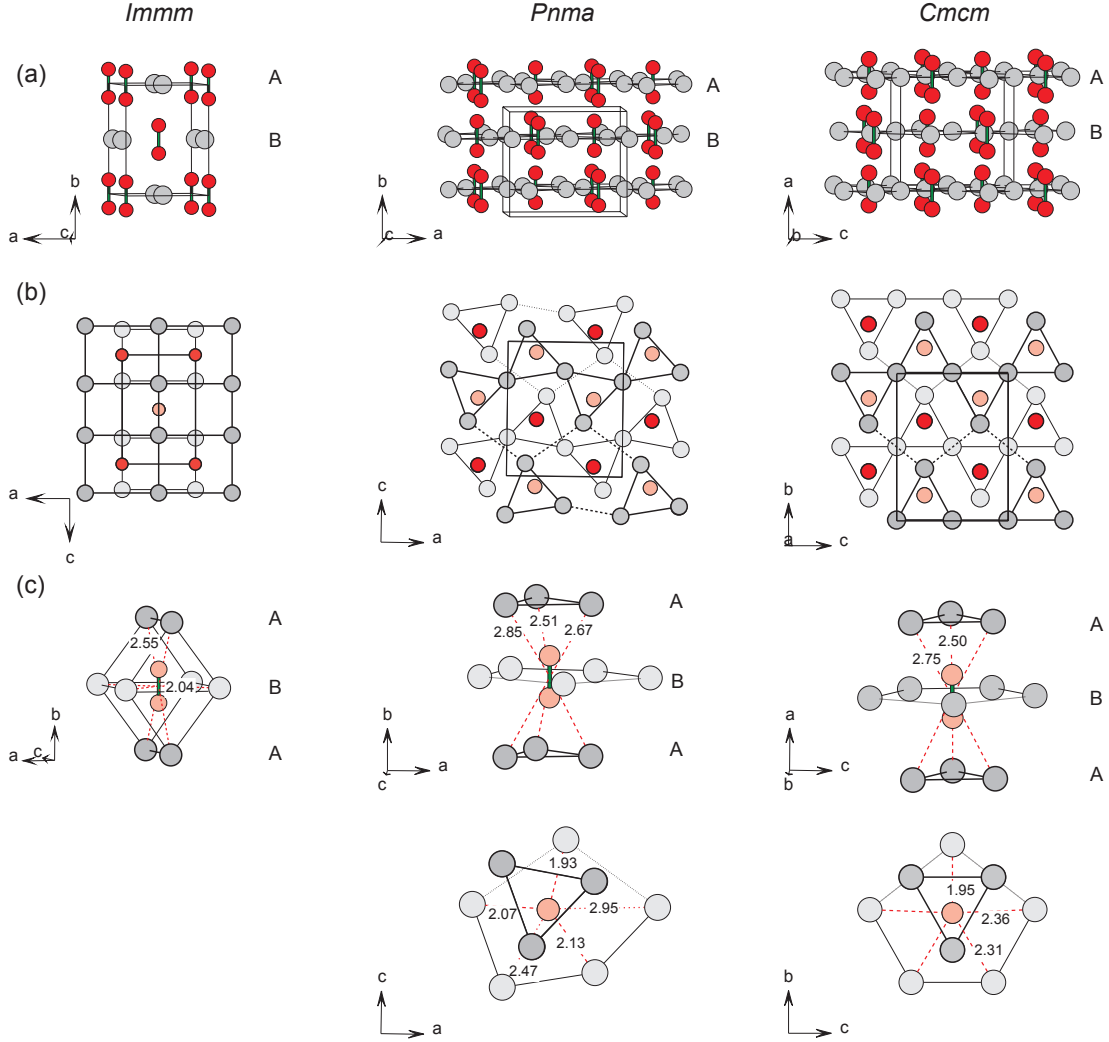 Immm Pnma Cmcm
(a)
A A A
B B B
b b a
a c c a b c
(b)
a c c a b a c
(c)
A A A
2.55 2.51 2.50
2.85 2.67 2.75
2.04 B B B
b b a
a c A A A
c a b c
1.93 1.95
2.07 2.95 2.36
2.13 2.31
2.47
c b
a c